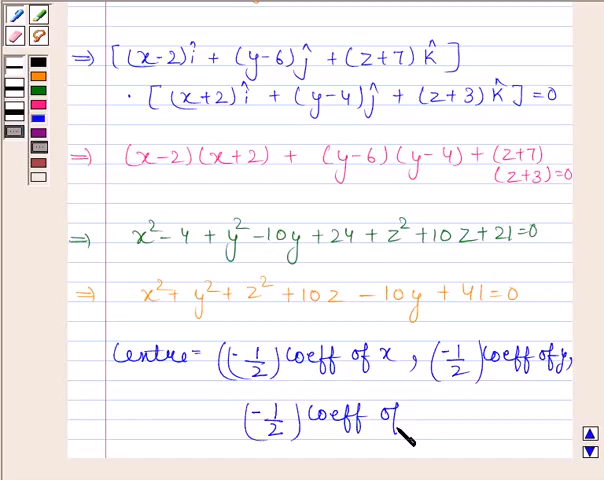 ⇒ [(x-2)î + (y-6)ĵ + (z+7)k̂]
· [(x+2)î + (y-4)ĵ + (z+3)k̂] = 0
⇒ (x-2)(x+2) + (y-6)(y-4) + (z+7)
(z+3)=0
⇒ x² - 4 + y² - 10y + 24 + z² + 10z + 21 = 0
⇒ x² + y² + z² + 10z - 10y + 41 = 0
Centre = ((-1/2) coeff of x, (-1/2) coeff of y,
(-1/2) coeff of